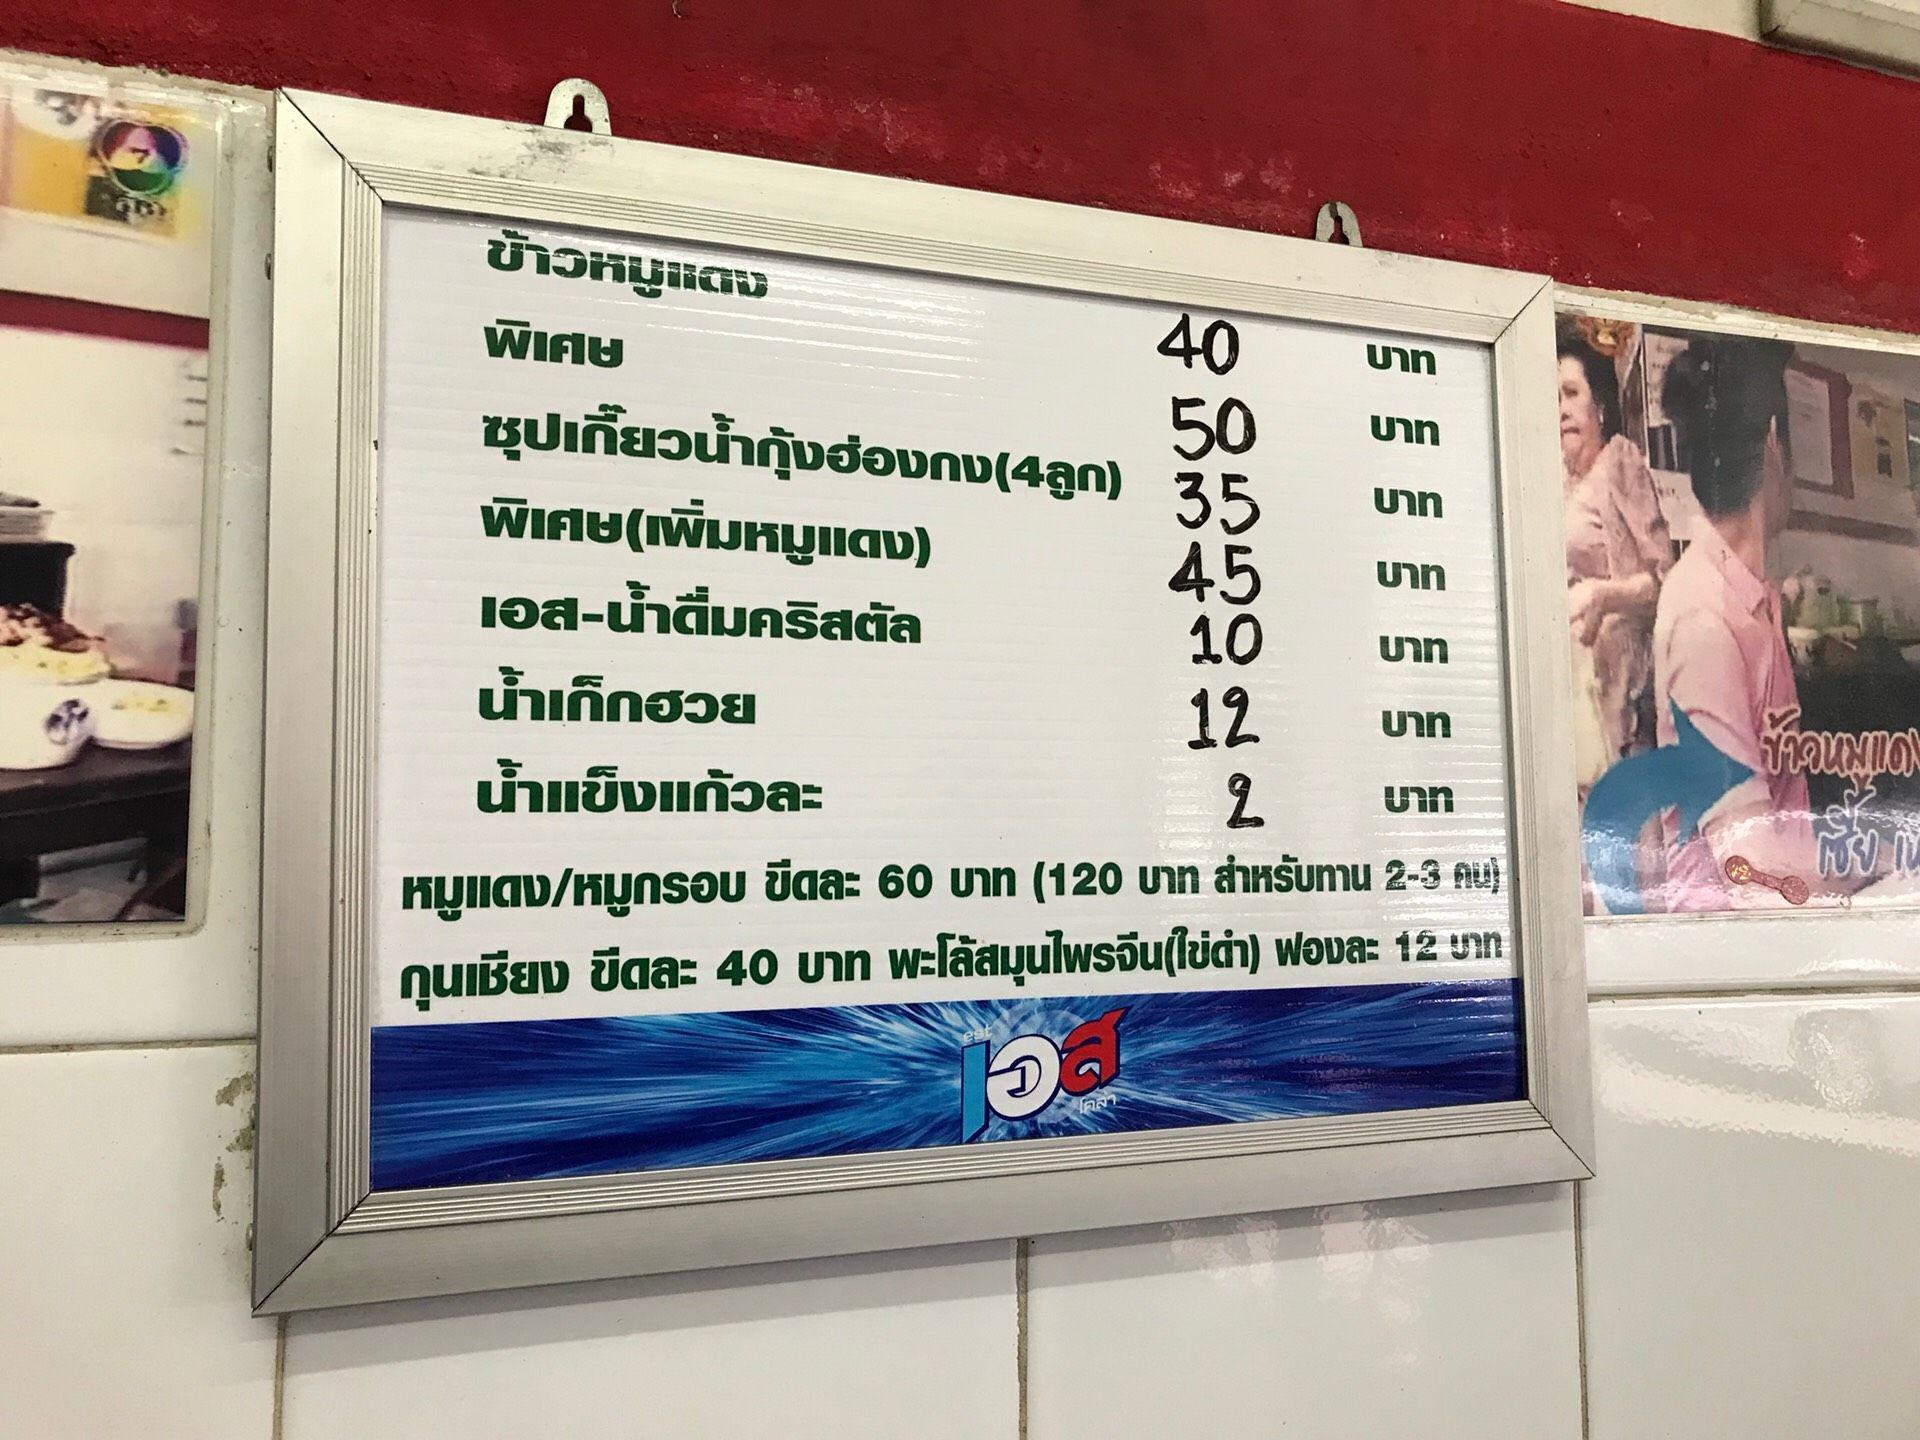 ข้าวหมูแดง 40 บาท
พิเศษ 50 บาท
ซุปเกี๊ยวน้ำกุ้งฮ่องกง(4ลูก) 35 บาท
พิเศษ(เพิ่มหมูแดง) 45 บาท
เอส-น้ำดื่มคริสตัล 10 บาท
น้ำเก็กฮวย 12 บาท
น้ำแข็งแก้วละ 2 บาท
หมูแดง/หมูกรอบ ขีดละ 60 บาท (120 บาท สำหรับทาน 2-3 คน)
กุนเชียง ขีดละ 40 บาท พะโล้สมุนไพรจีน(ไข่ดำ) ฟองละ 12 บาท
est
เอส
โคล่า
7
ข้าวหมูแดง